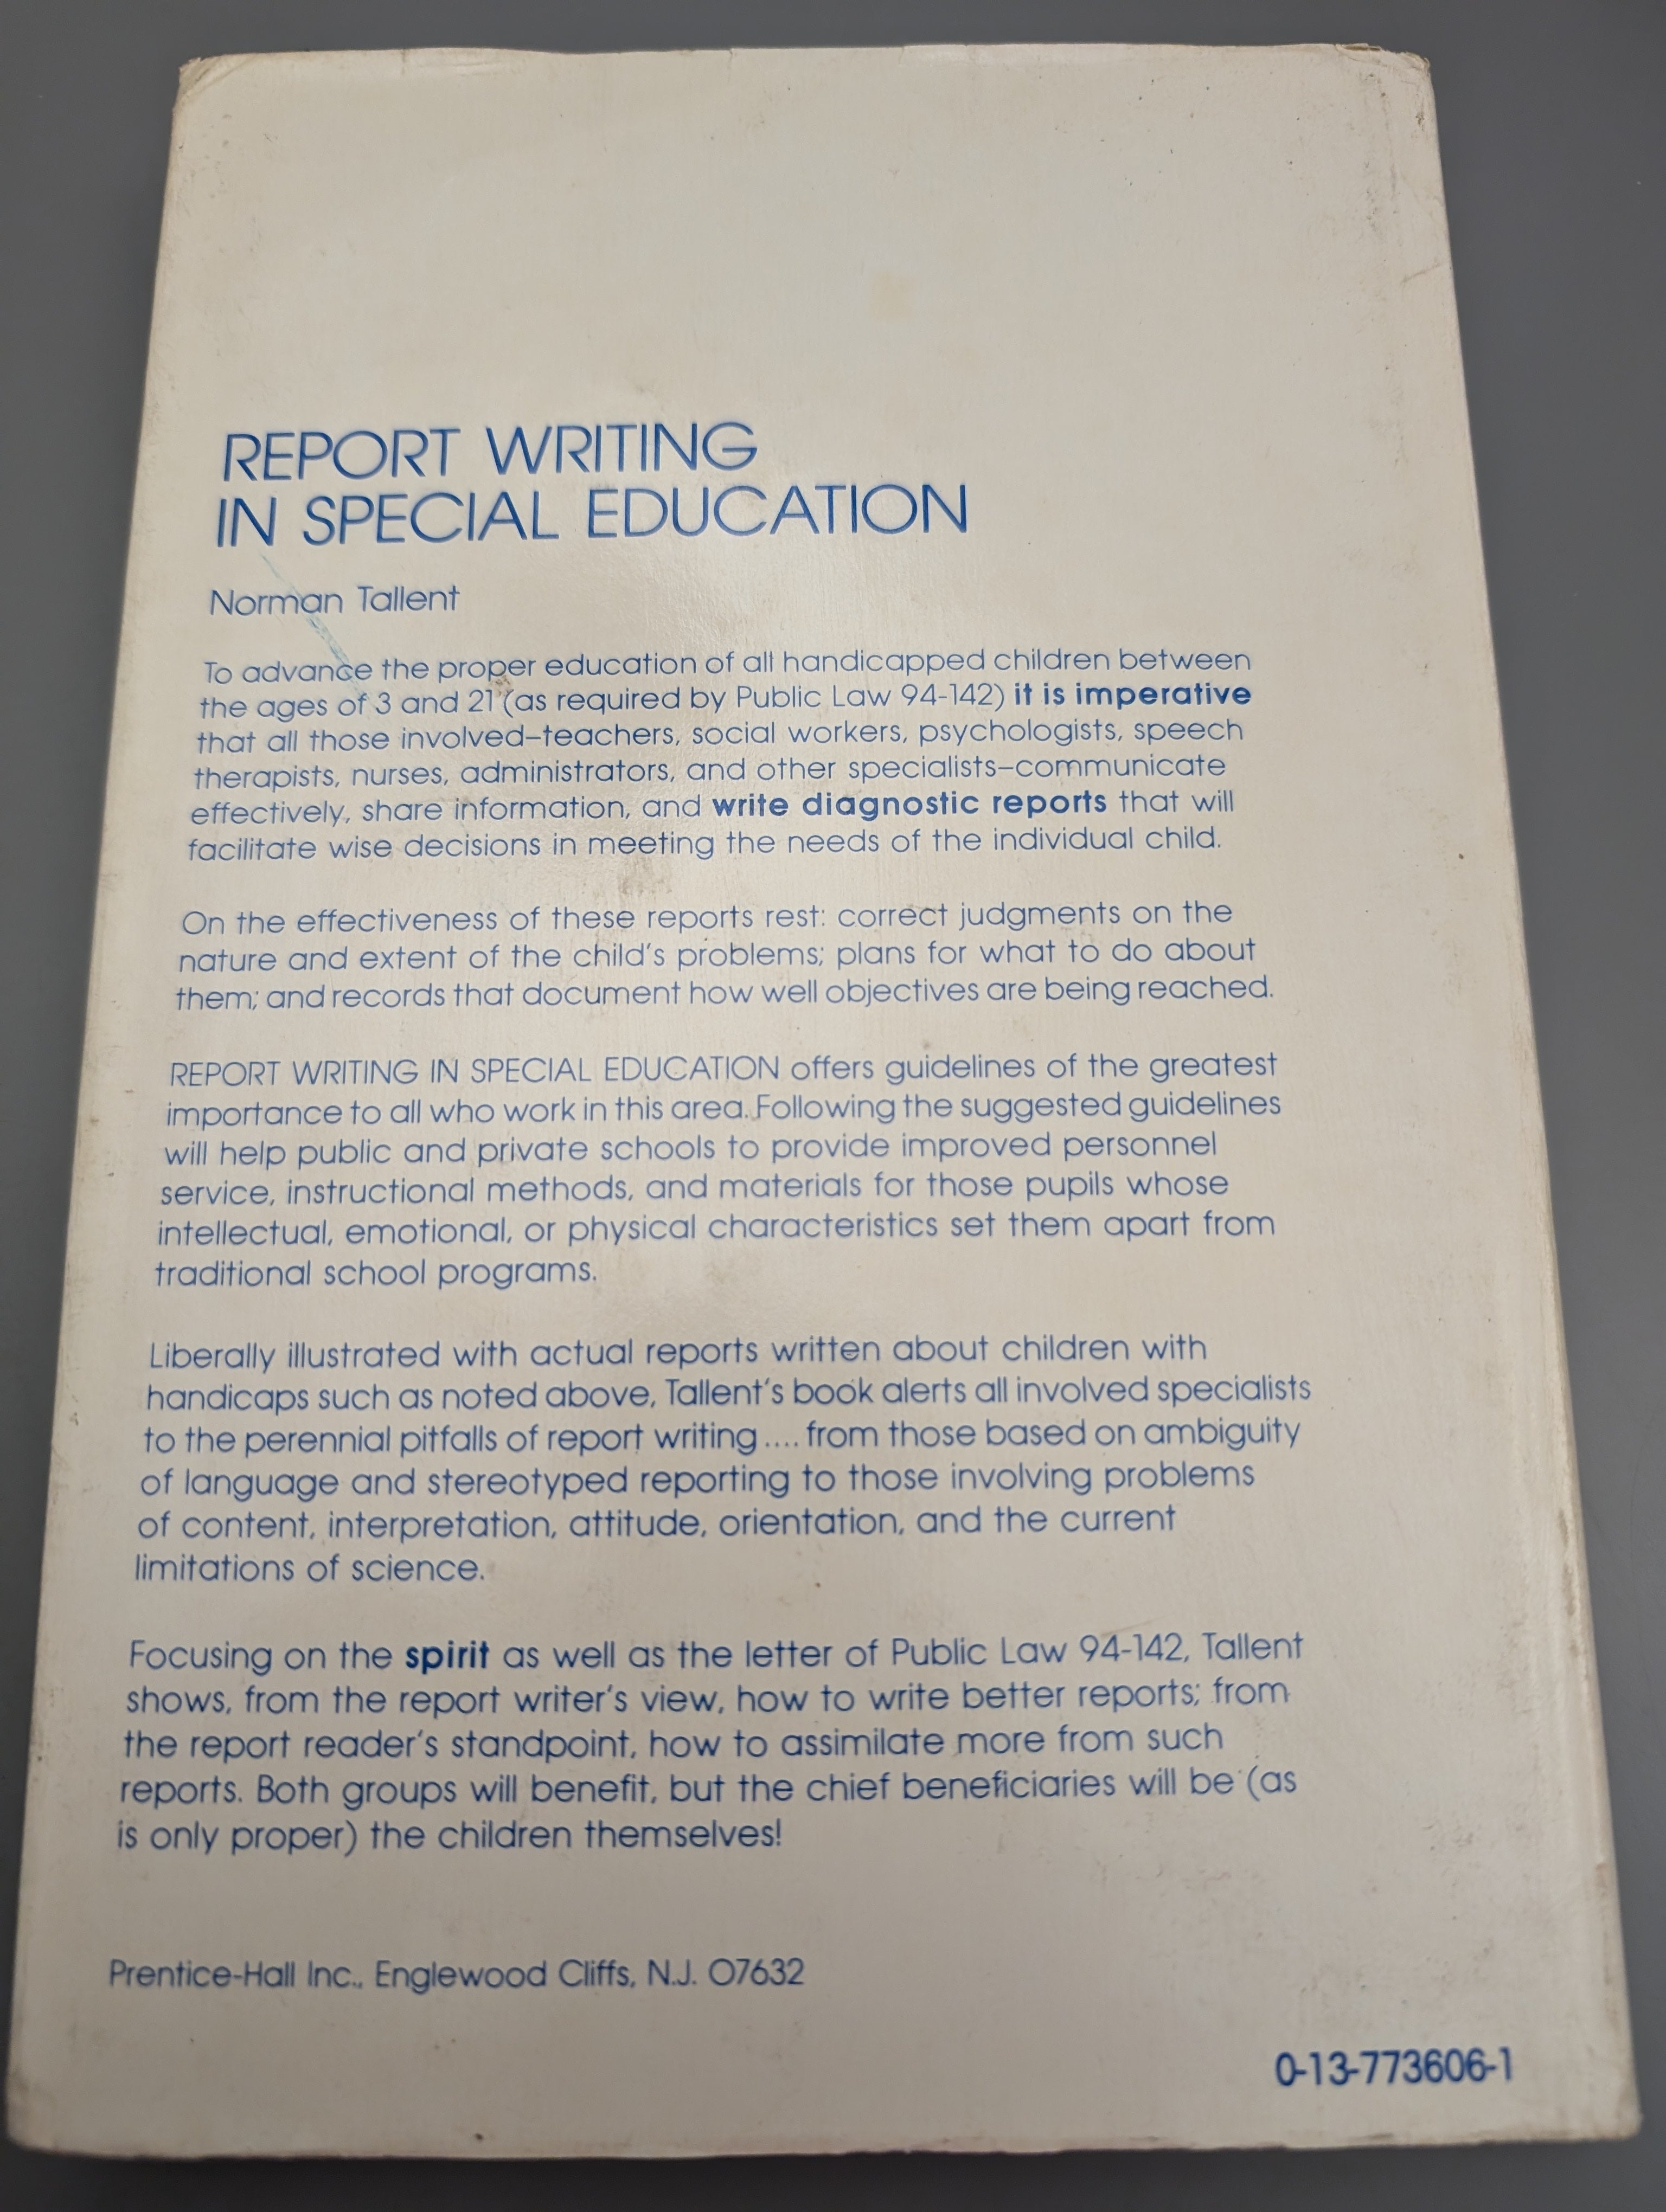 REPORT WRITING
IN SPECIAL EDUCATION
Norman Tallent
To advance the proper education of all handicapped children between
the ages of 3 and 21 (as required by Public Law 94-142) it is imperative
that all those involved–teachers, social workers, psychologists, speech
therapists, nurses, administrators, and other specialists–communicate
effectively, share information, and write diagnostic reports that will
facilitate wise decisions in meeting the needs of the individual child.
On the effectiveness of these reports rest: correct judgments on the
nature and extent of the child's problems; plans for what to do about
them; and records that document how well objectives are being reached.
REPORT WRITING IN SPECIAL EDUCATION offers guidelines of the greatest
importance to all who work in this area. Following the suggested guidelines
will help public and private schools to provide improved personnel
service, instructional methods, and materials for those pupils whose
intellectual, emotional, or physical characteristics set them apart from
traditional school programs.
Liberally illustrated with actual reports written about children with
handicaps such as noted above, Tallent's book alerts all involved specialists
to the perennial pitfalls of report writing .... from those based on ambiguity
of language and stereotyped reporting to those involving problems
of content, interpretation, attitude, orientation, and the current
limitations of science.
Focusing on the spirit as well as the letter of Public Law 94-142, Tallent
shows, from the report writer's view, how to write better reports; from
the report reader's standpoint, how to assimilate more from such
reports. Both groups will benefit, but the chief beneficiaries will be (as
is only proper) the children themselves!
Prentice-Hall Inc., Englewood Cliffs, N.J. 07632
0-13-773606-1